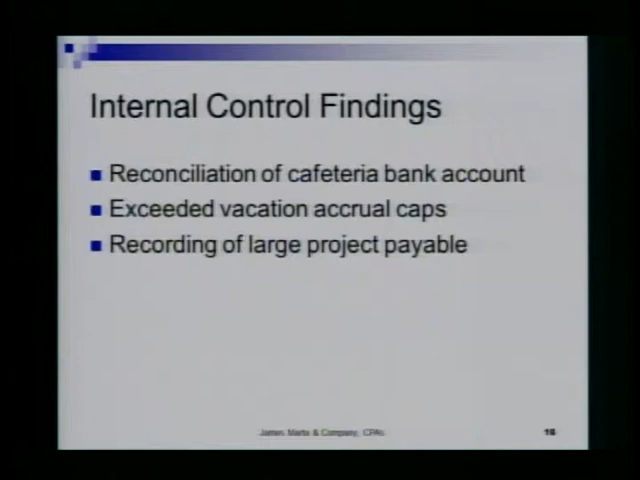 Internal Control Findings
Reconciliation of cafeteria bank account
Exceeded vacation accrual caps
Recording of large project payable
James Marta & Company, CPAs
16